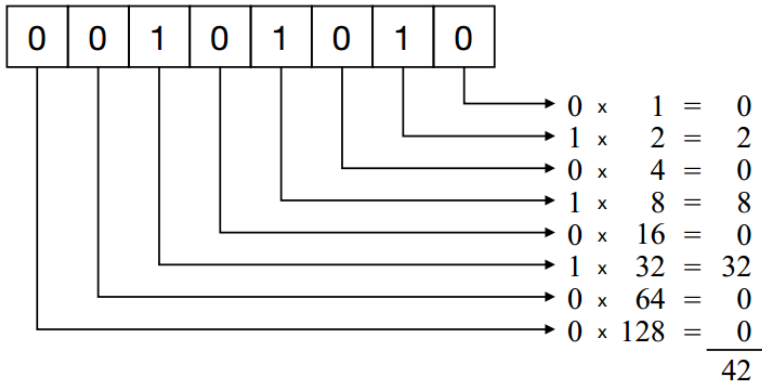 0 0 1 0 1 0 1 0
0 x 1 = 0
1 x 2 = 2
0 x 4 = 0
1 x 8 = 8
0 x 16 = 0
1 x 32 = 32
0 x 64 = 0
0 x 128 = 0
42